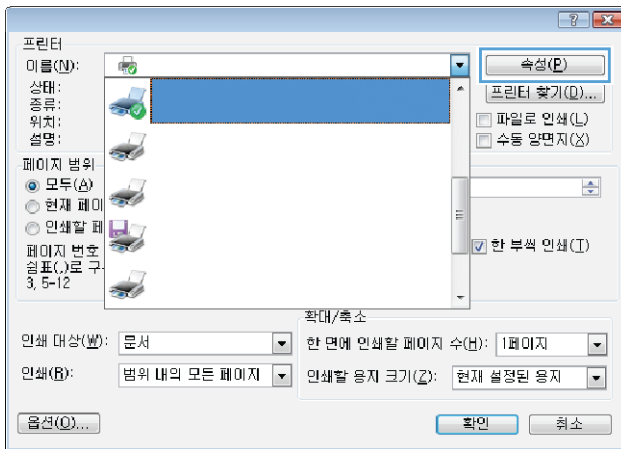 프린터
이름(N):
속성(P)
상태:
프린터 찾기(D)...
종류:
위치:
파일로 인쇄(L)
설명:
수동 양면지(X)
페이지 범위
모두(A)
현재 페이
인쇄할 페
페이지 번호
한 부씩 인쇄(T)
쉼표(,)로 구
3, 5-12
확대/축소
인쇄 대상(W): 문서
한 면에 인쇄할 페이지 수(H): 1페이지
인쇄(R): 범위 내의 모든 페이지
인쇄할 용지 크기(Z): 현재 설정된 용지
옵션(O)...
확인
취소